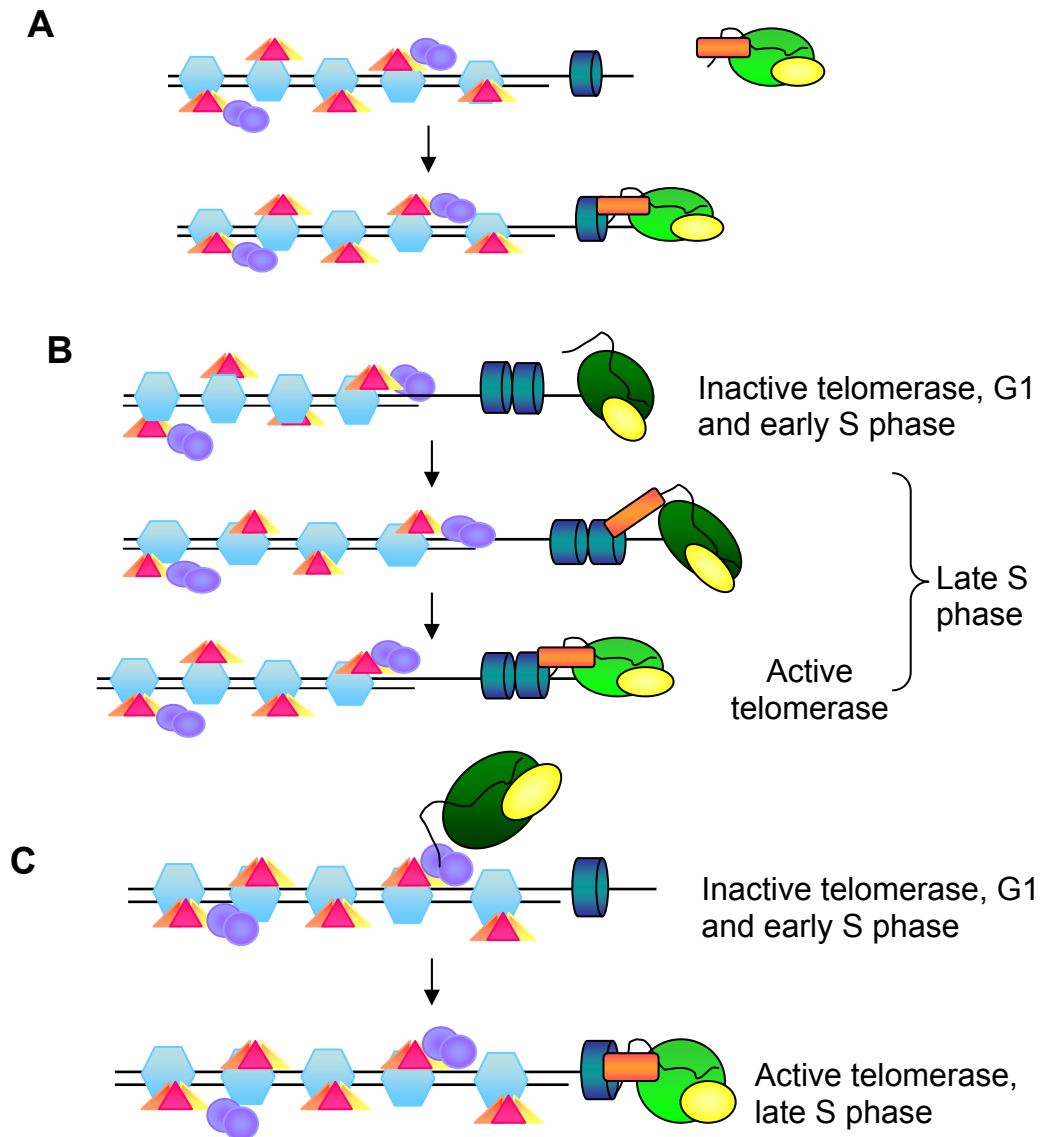 A
B
Inactive telomerase, G1
and early S phase
Late S
phase
Active
telomerase
C
Inactive telomerase, G1
and early S phase
Active telomerase,
late S phase